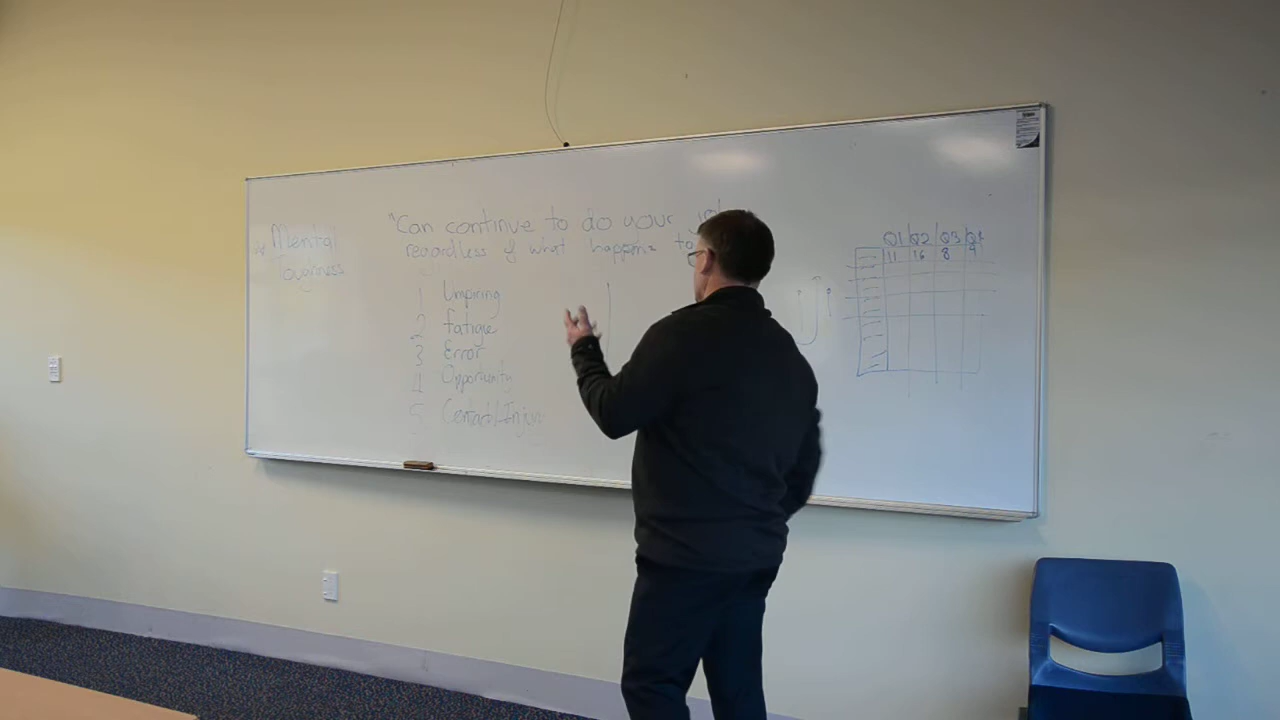 Mental
Toughness
"Can continue to do your job
regardless of what happens to
1 Umpiring
2 Fatigue
3 Error
4 Opportunity
5 Contact/Injury
Q1 Q2 Q3 Q4
11 16 8 9